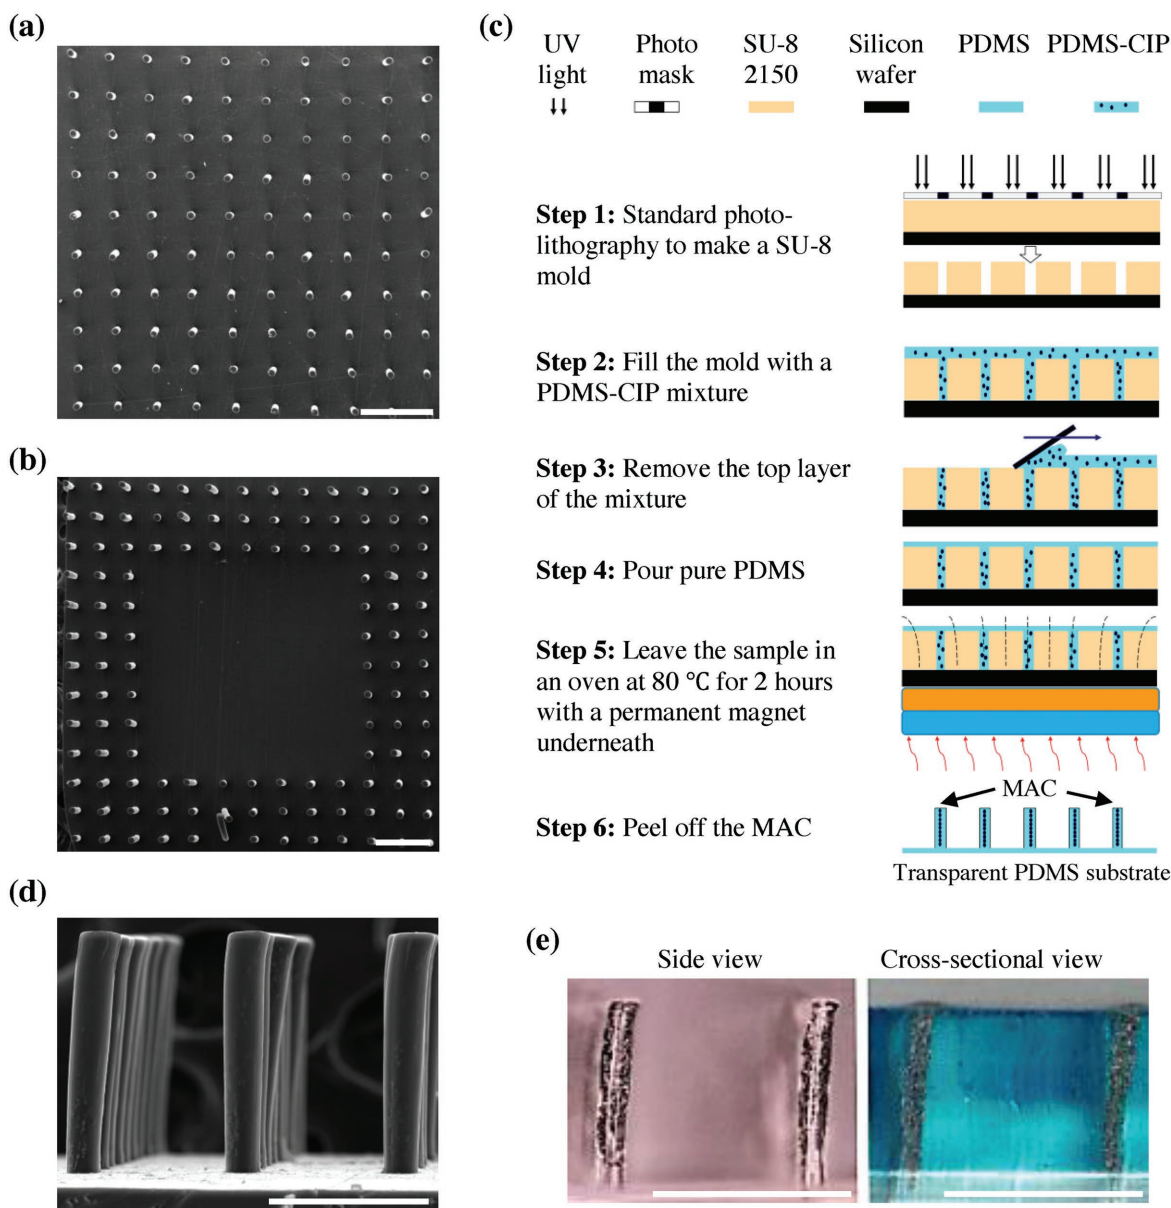 (a)
(b)
(c)
UV
light
Photo
mask
SU-8
2150
Silicon
wafer
PDMS
PDMS-CIP
Step 1: Standard photo-
lithography to make a SU-8
mold
Step 2: Fill the mold with a
PDMS-CIP mixture
Step 3: Remove the top layer
of the mixture
Step 4: Pour pure PDMS
Step 5: Leave the sample in
an oven at 80 ℃ for 2 hours
with a permanent magnet
underneath
Step 6: Peel off the MAC
MAC
Transparent PDMS substrate
(d)
(e)
Side view
Cross-sectional view